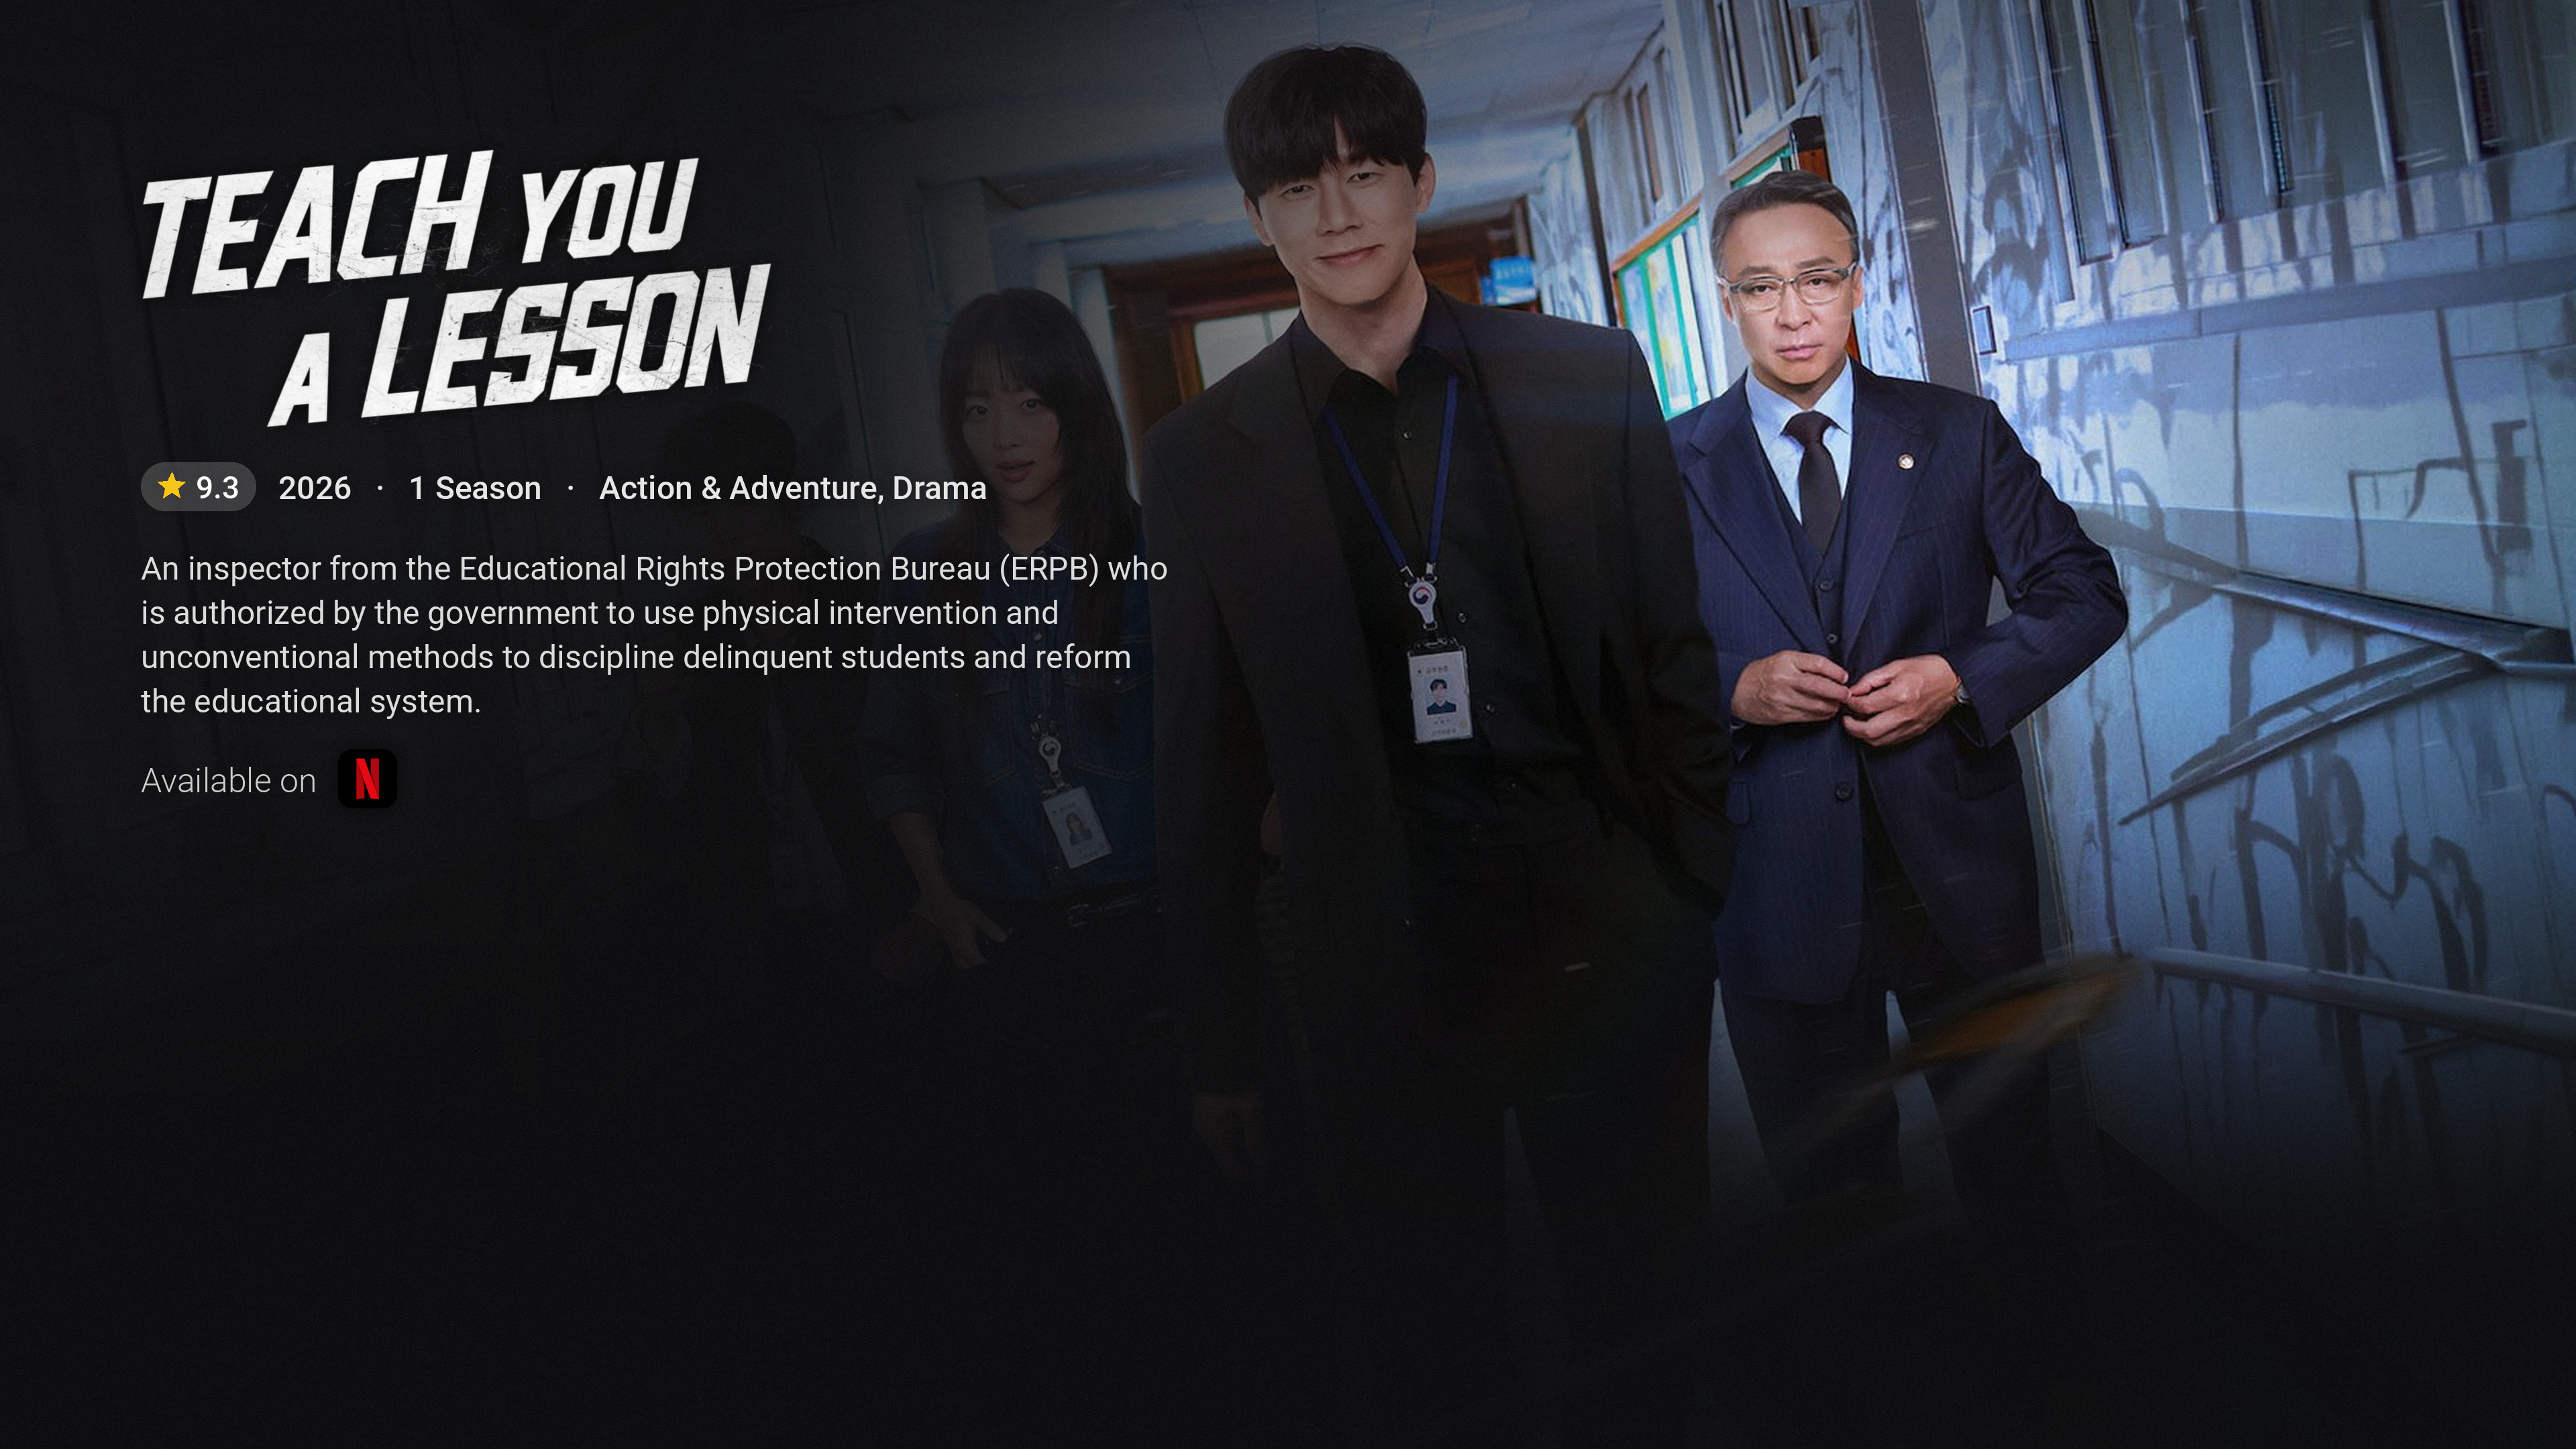 TEACH YOU
A LESSON
9.3 2026 · 1 Season · Action & Adventure, Drama
An inspector from the Educational Rights Protection Bureau (ERPB) who
is authorized by the government to use physical intervention and
unconventional methods to discipline delinquent students and reform
the educational system.
Available on N